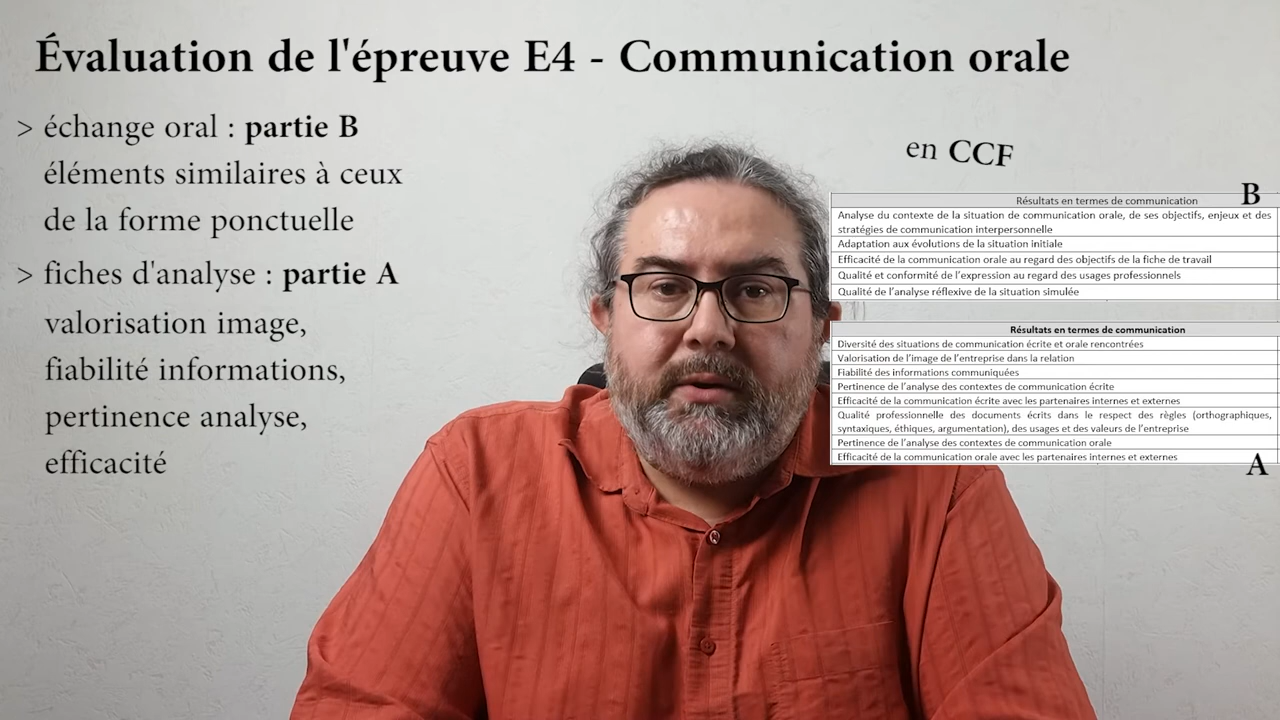 Évaluation de l'épreuve E4 - Communication orale
> échange oral : partie B
éléments similaires à ceux
de la forme ponctuelle
> fiches d'analyse : partie A
valorisation image,
fiabilité informations,
pertinence analyse,
efficacité
en CCF
B
Résultats en termes de communication
Analyse du contexte de la situation de communication orale, de ses objectifs, enjeux et des
stratégies de communication interpersonnelle
Adaptation aux évolutions de la situation initiale
Efficacité de la communication orale au regard des objectifs de la fiche de travail
Qualité et conformité de l'expression au regard des usages professionnels
Qualité de l'analyse réflexive de la situation simulée
Résultats en termes de communication
Diversité des situations de communication écrite et orale rencontrées
Valorisation de l'image de l'entreprise dans la relation
Fiabilité des informations communiquées
Pertinence de l'analyse des contextes de communication écrite
Efficacité de la communication écrite avec les partenaires internes et externes
Qualité professionnelle des documents écrits dans le respect des règles (orthographiques,
syntaxiques, éthiques, argumentation), des usages et des valeurs de l'entreprise
Pertinence de l'analyse des contextes de communication orale
Efficacité de la communication orale avec les partenaires internes et externes
A